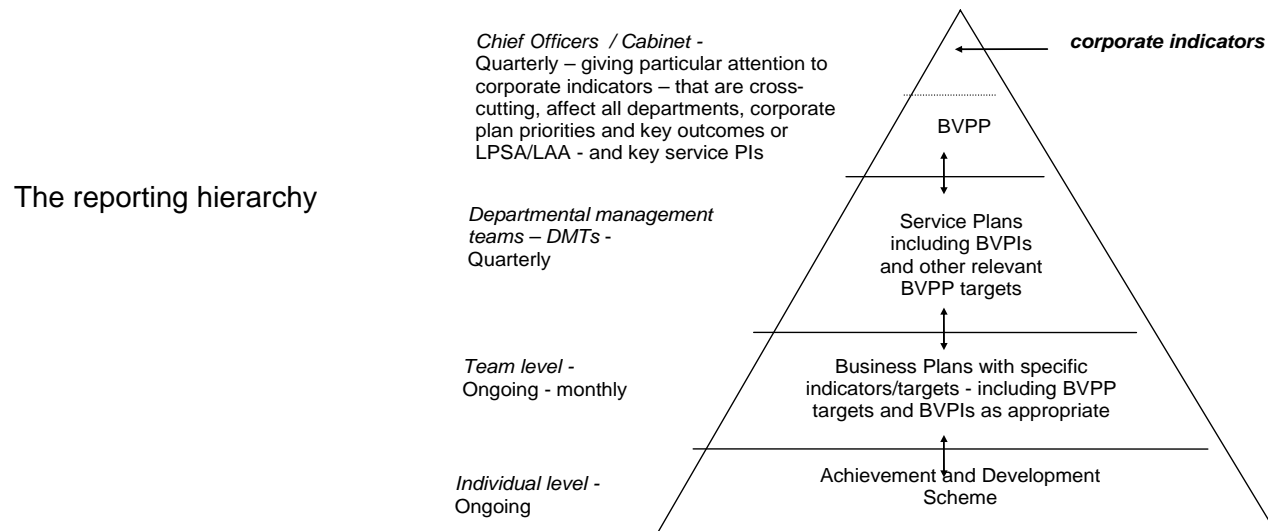 The reporting hierarchy
Chief Officers / Cabinet -
Quarterly – giving particular attention to
corporate indicators – that are cross-
cutting, affect all departments, corporate
plan priorities and key outcomes or
LPSA/LAA - and key service PIs
corporate indicators
BVPP
Departmental management
teams – DMTs -
Quarterly
Service Plans
including BVPIs
and other relevant
BVPP targets
Team level -
Ongoing - monthly
Business Plans with specific
indicators/targets - including BVPP
targets and BVPIs as appropriate
Individual level -
Ongoing
Achievement and Development
Scheme